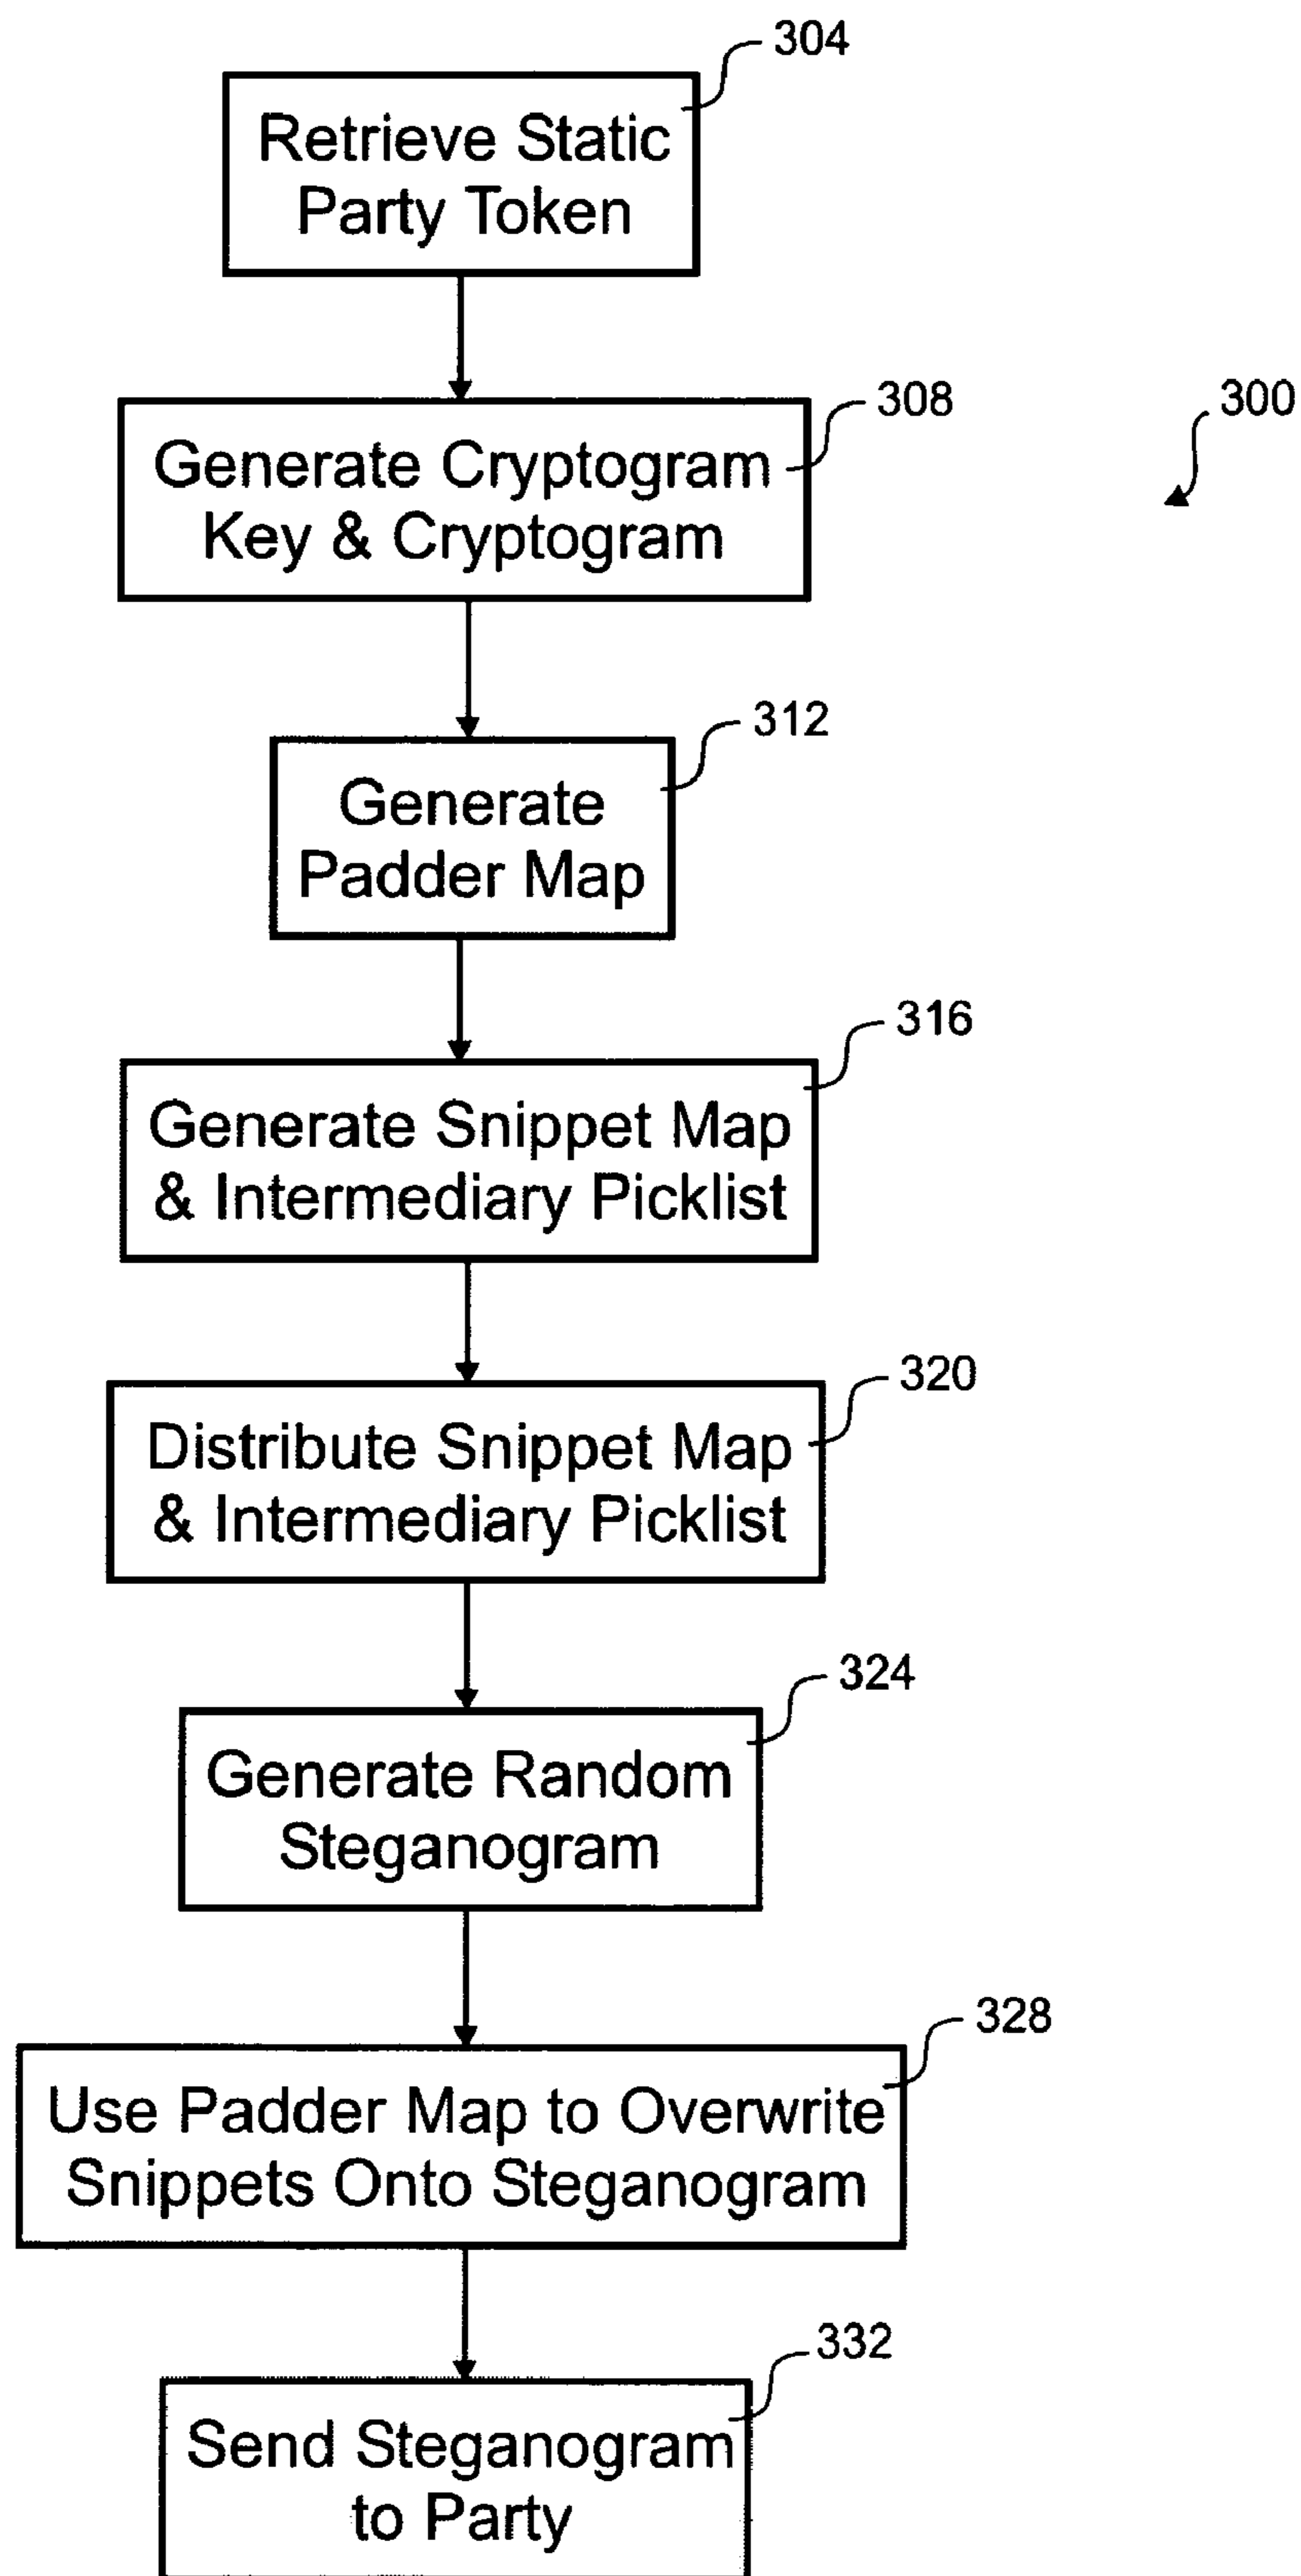 304
Retrieve Static
Party Token
308
300
Generate Cryptogram
Key & Cryptogram
312
Generate
Padder Map
316
Generate Snippet Map
& Intermediary Picklist
320
Distribute Snippet Map
& Intermediary Picklist
324
Generate Random
Steganogram
328
Use Padder Map to Overwrite
Snippets Onto Steganogram
332
Send Steganogram
to Party